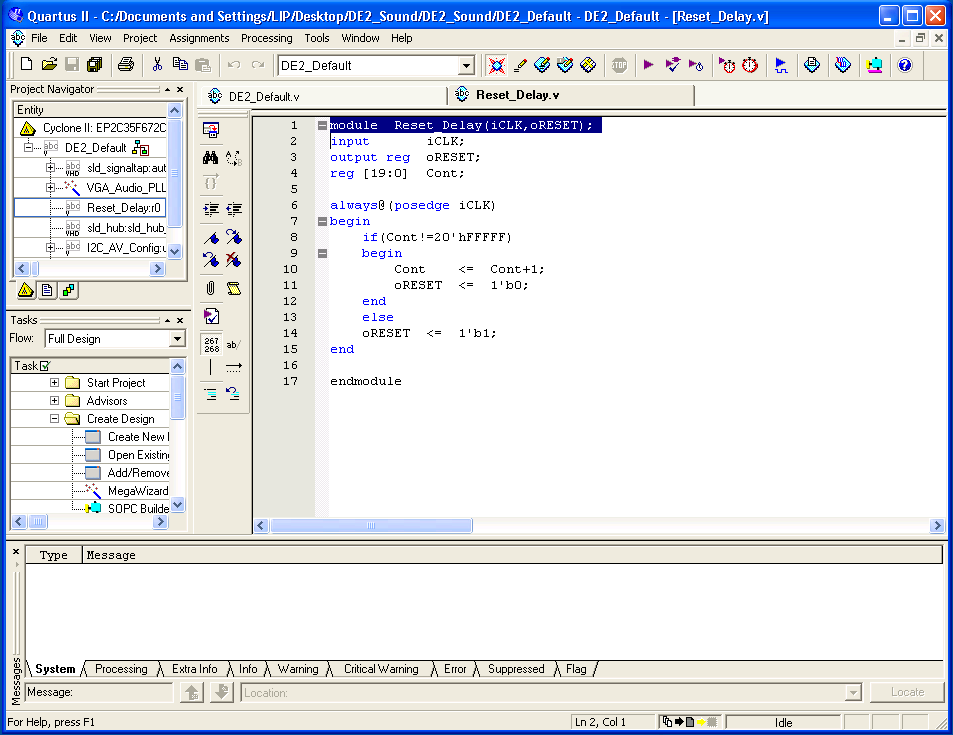 Quartus II - C:/Documents and Settings/LIP/Desktop/DE2_Sound/DE2_Sound/DE2_Default - DE2_Default - [Reset_Delay.v]
File Edit View Project Assignments Processing Tools Window Help
DE2_Default
STOP
Project Navigator
Entity
Cyclone II: EP2C35F672C
DE2_Default
sld_signaltap:aut
VGA_Audio_PLL
Reset_Delay:r0
sld_hub:sld_hub_
I2C_AV_Config:u
Tasks
Flow: Full Design
Task
Start Project
Advisors
Create Design
Create New
Open Existing
Add/Remove
MegaWizard
SOPC Builde
DE2_Default.v Reset_Delay.v
267
268
ab/
1 module Reset_Delay(iCLK,oRESET);
2 input iCLK;
3 output reg oRESET;
4 reg [19:0] Cont;
5
6 always@(posedge iCLK)
7 begin
8 if(Cont!=20'hFFFFF)
9 begin
10 Cont <= Cont+1;
11 oRESET <= 1'b0;
12 end
13 else
14 oRESET <= 1'b1;
15 end
16
17 endmodule
Type Message
System Processing Extra Info Info Warning Critical Warning Error Suppressed Flag
Messages
Message: Location: Locate
For Help, press F1 Ln 2, Col 1 Idle